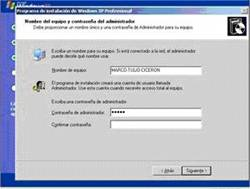 Programa de instalación de Windows XP Professional
Nombre del equipo y contraseña del administrador
Debe proporcionar un nombre único y una contraseña de Administrador para su equipo.
Escriba un nombre para su equipo. Si está conectado a la red, el administrador
puede decirle qué nombre usar.
Nombre de equipo:
MARCO-TULIO-CICERON
El programa de instalación creará una cuenta de usuario llamada
Administrador. Use esta cuenta cuando necesite acceso total al equipo.
Escriba una contraseña de administrador.
Contraseña de administrador:
Confirmar contraseña:
< Atrás
Siguiente >